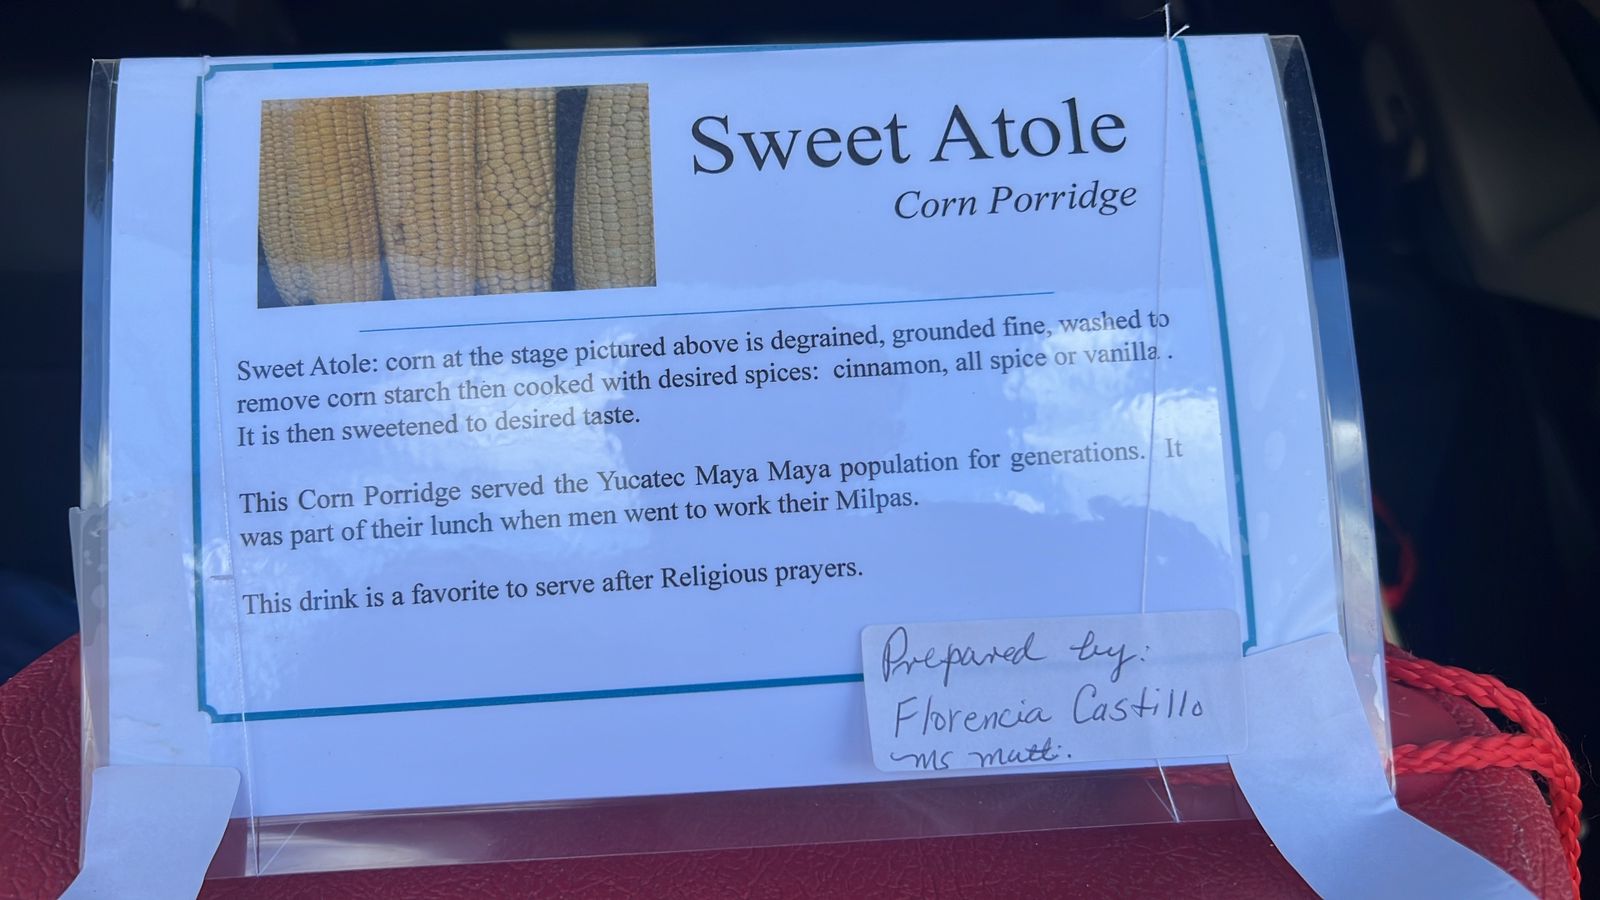 Sweet Atole
Corn Porridge
Sweet Atole: corn at the stage pictured above is degrained, grounded fine, washed to
remove corn starch then cooked with desired spices: cinnamon, all spice or vanilla .
It is then sweetened to desired taste.
This Corn Porridge served the Yucatec Maya Maya population for generations. It
was part of their lunch when men went to work their Milpas.
This drink is a favorite to serve after Religious prayers.
Prepared by:
Florencia Castillo
Ms